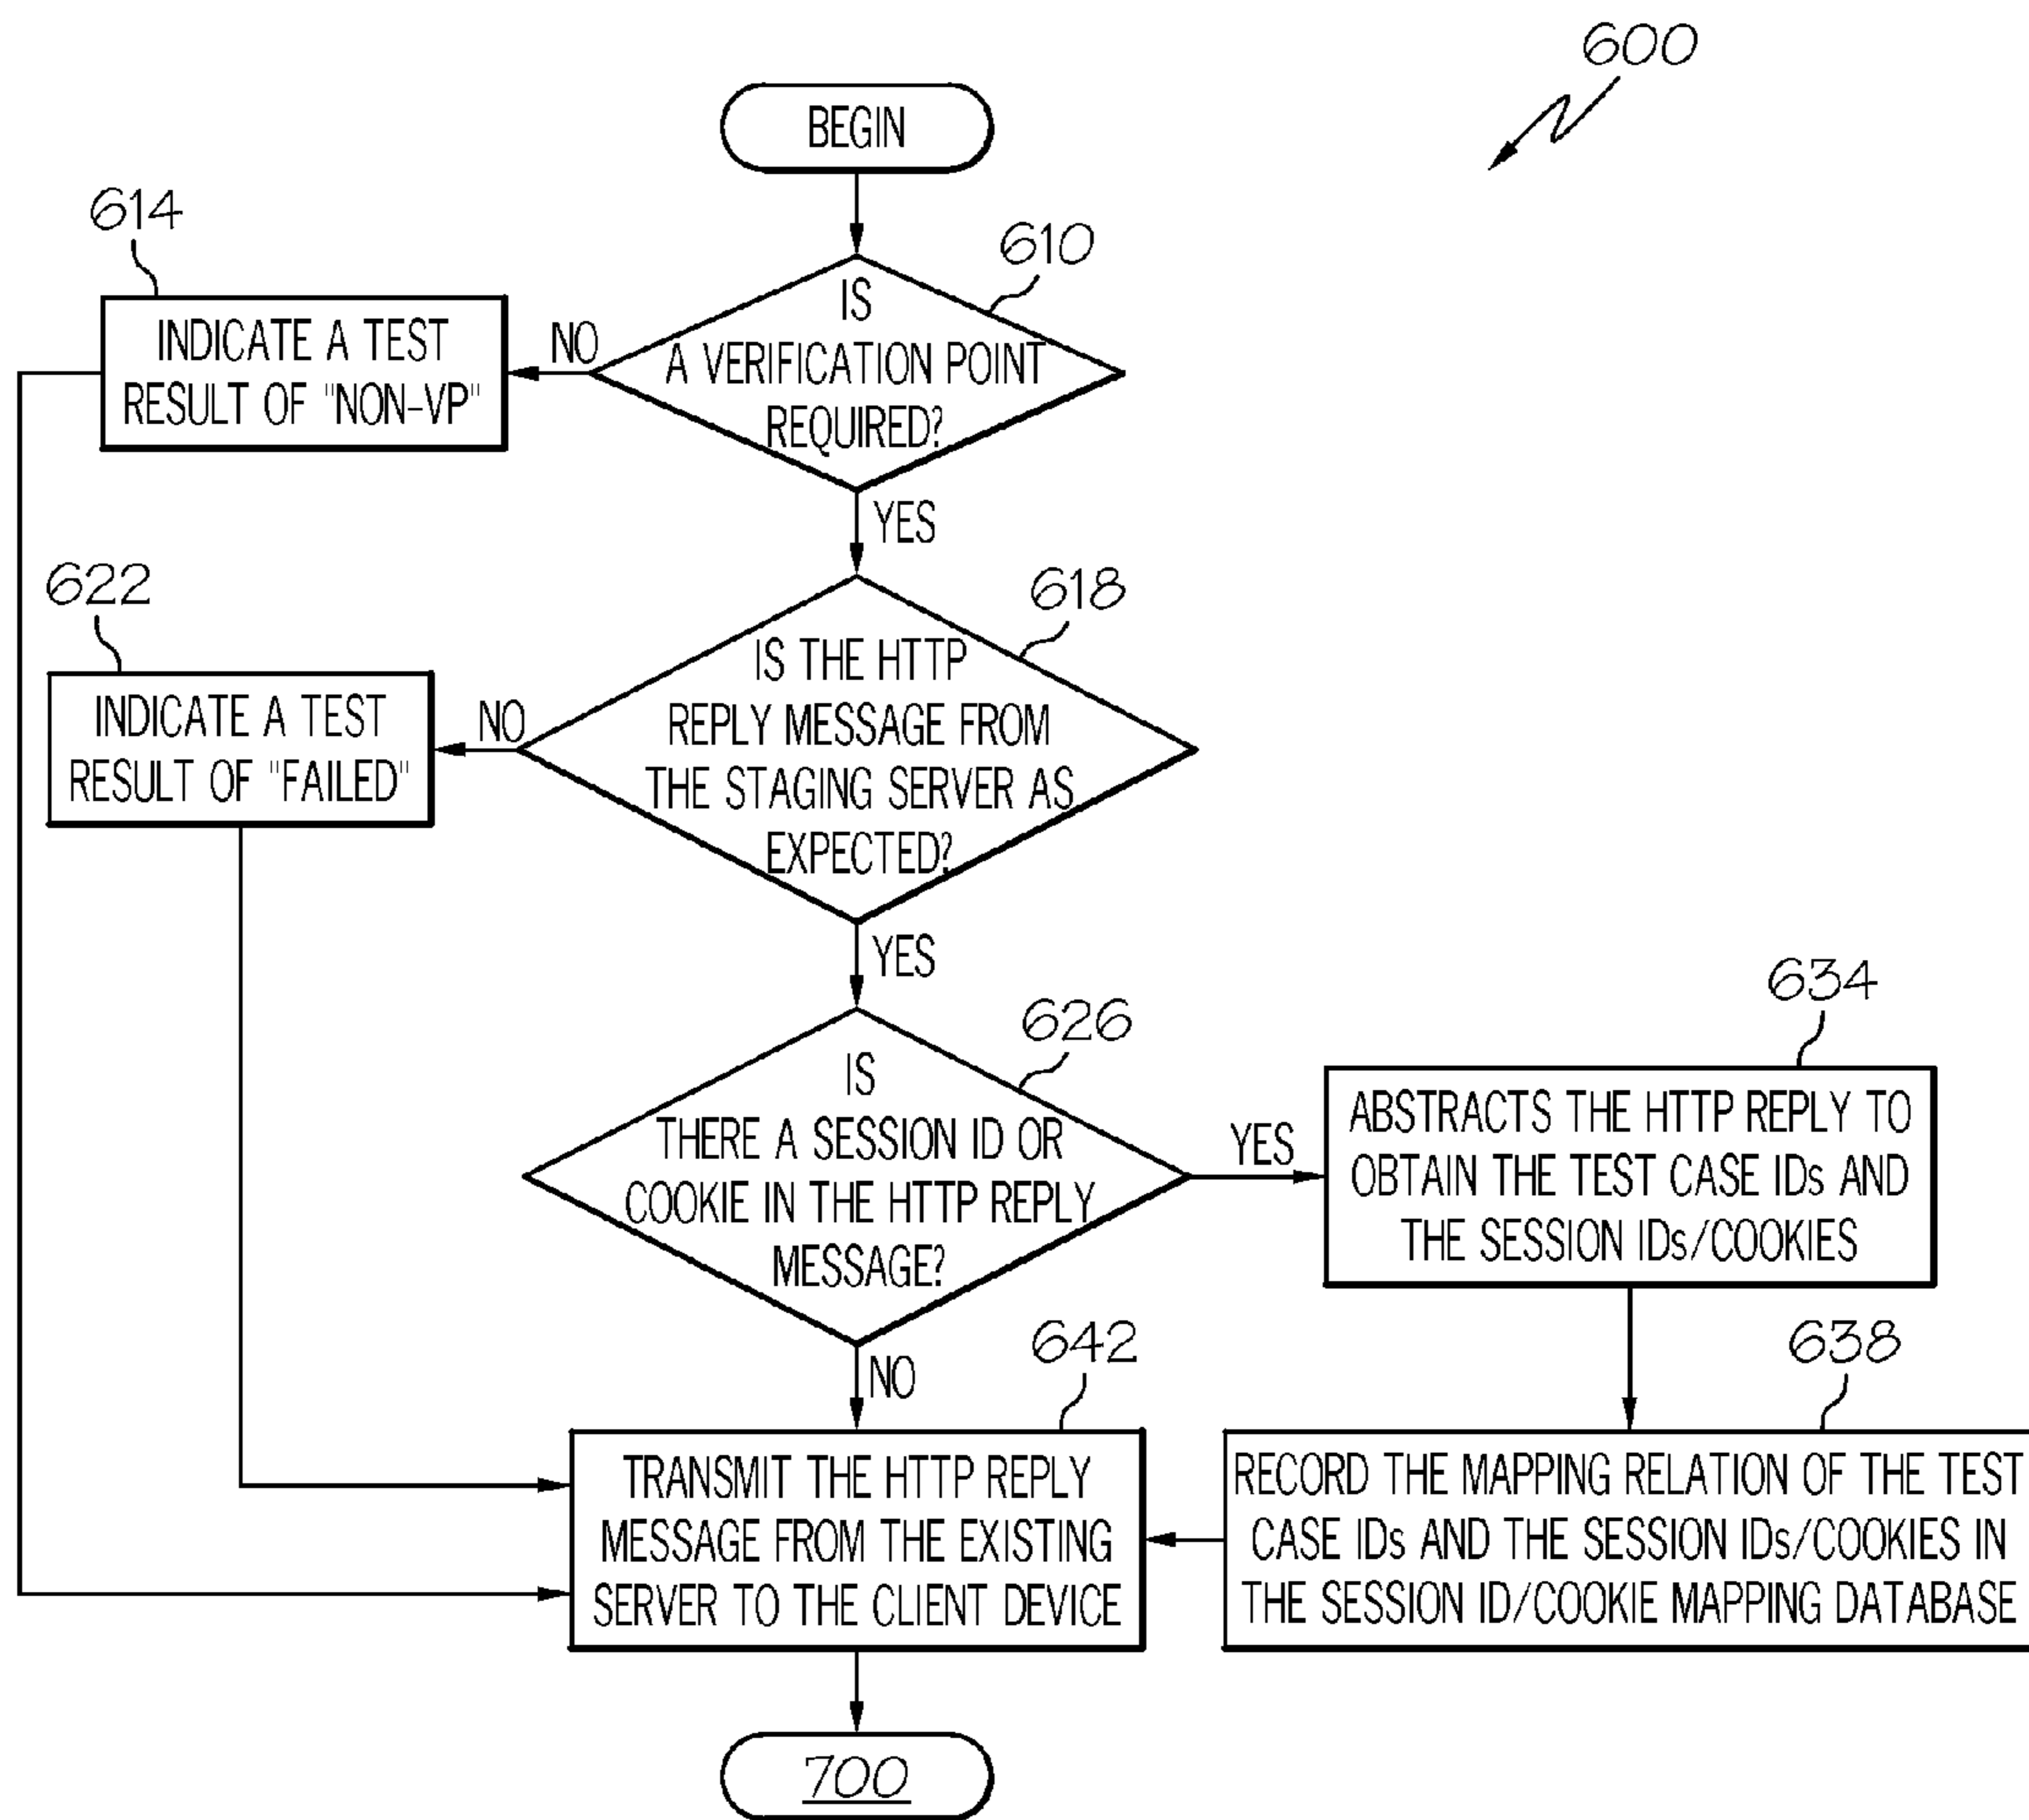 600
BEGIN
610
614
IS
A VERIFICATION POINT
REQUIRED?
NO
INDICATE A TEST
RESULT OF "NON-VP"
YES
618
622
IS THE HTTP
REPLY MESSAGE FROM
THE STAGING SERVER AS
EXPECTED?
NO
INDICATE A TEST
RESULT OF "FAILED"
YES
626
634
IS
THERE A SESSION ID OR
COOKIE IN THE HTTP REPLY
MESSAGE?
YES
ABSTRACTS THE HTTP REPLY TO
OBTAIN THE TEST CASE IDs AND
THE SESSION IDs/COOKIES
NO
642
638
TRANSMIT THE HTTP REPLY
MESSAGE FROM THE EXISTING
SERVER TO THE CLIENT DEVICE
RECORD THE MAPPING RELATION OF THE TEST
CASE IDs AND THE SESSION IDs/COOKIES IN
THE SESSION ID/COOKIE MAPPING DATABASE
700